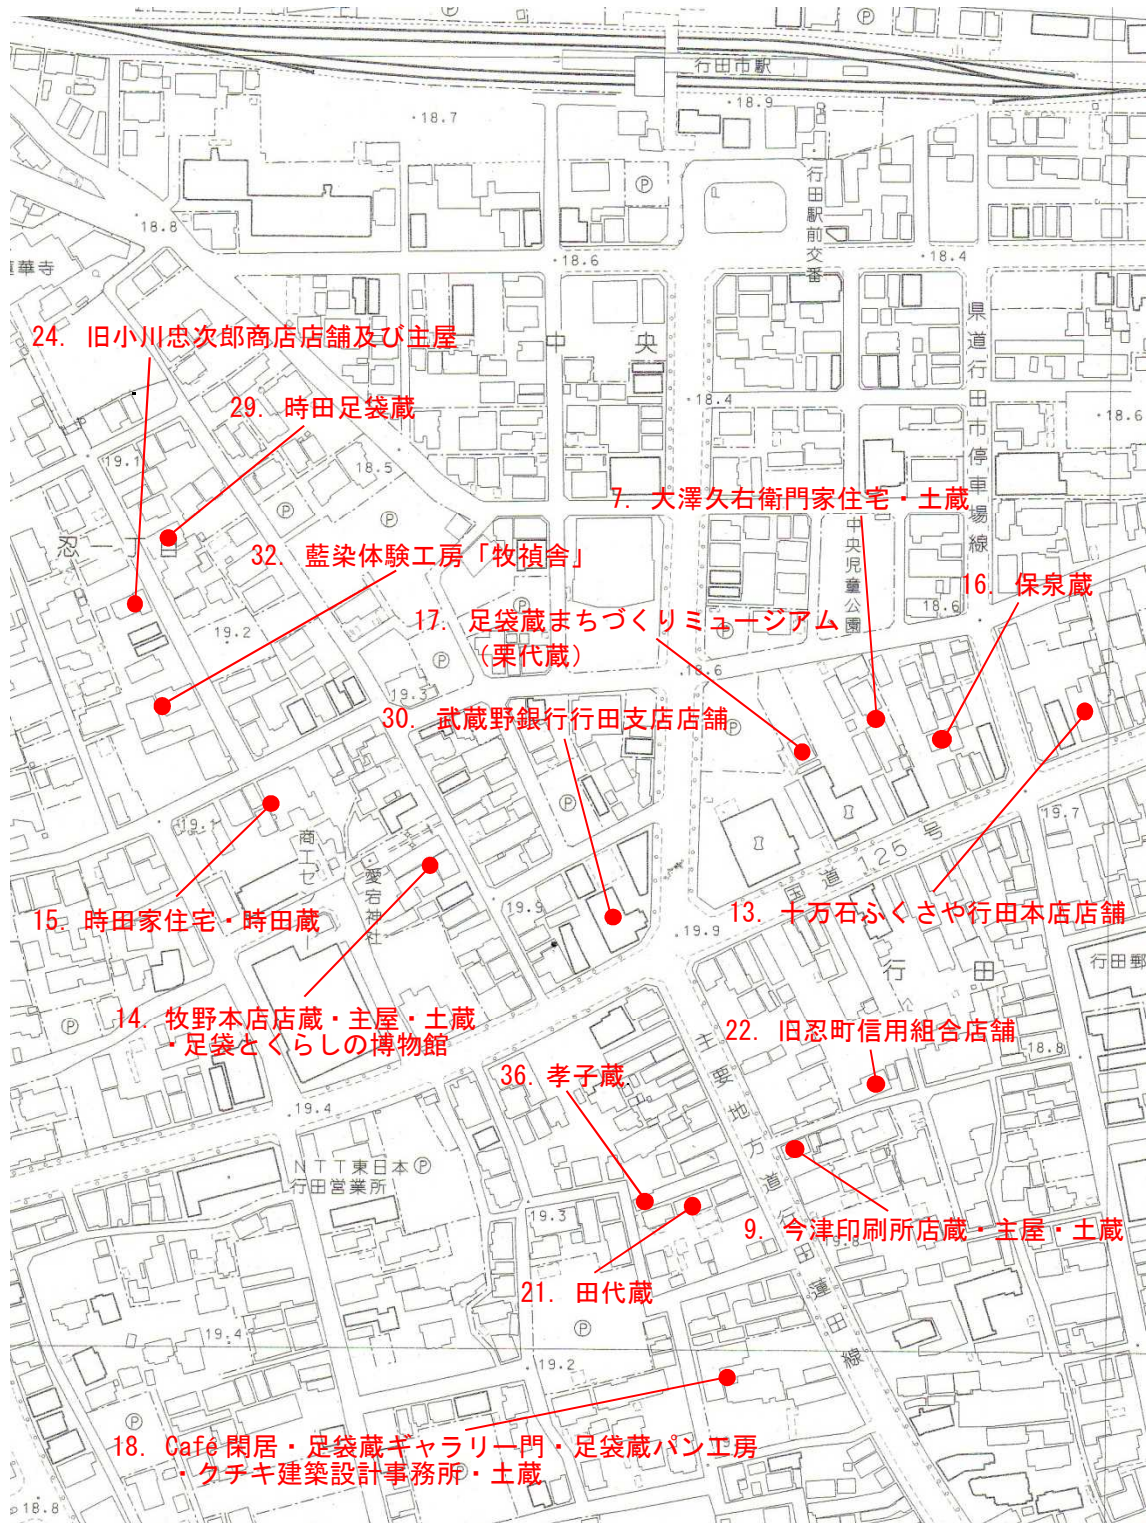 Ⓟ
Ⓟ
行田市駅
18.7
18.9
Ⓟ
行田駅前交番
18.8
18.6
18.4
県道行田市停車場線
24. 旧小川忠次郎商店店舗及び主屋
中央
29. 時田足袋蔵
18.4
18.6
19.1
18.5
7. 大澤久右衛門家住宅・土蔵
Ⓟ
Ⓟ
中央児童公園
32. 藍染体験工房「牧禎舎」
16. 保泉蔵
Ⓟ
18.6
17. 足袋蔵まちづくりミュージアム
(栗代蔵)
19.2
Ⓟ
Ⓟ
18.6
19.3
30. 武蔵野銀行行田支店店舗
Ⓟ
Ⓟ
19.1
19.7
国道125号
愛宕神社
15. 時田家住宅・時田蔵
19.9
13. 十万石ふくさや行田本店店舗
19.9
行田
行田郵
14. 牧野本店店蔵・主屋・土蔵
・足袋とくらしの博物館
Ⓟ
22. 旧忍町信用組合店舗
18.8
36. 孝子蔵
主要地方道行田蓮田線
19.4
NTT東日本Ⓟ
行田営業所
19.3
9. 今津印刷所店蔵・主屋・土蔵
19.8
21. 田代蔵
Ⓟ
19.4
19.2
Ⓟ
18. Café 閑居・足袋蔵ギャラリー門・足袋蔵パン工房
・クチキ建築設計事務所・土蔵
Ⓟ
18.8